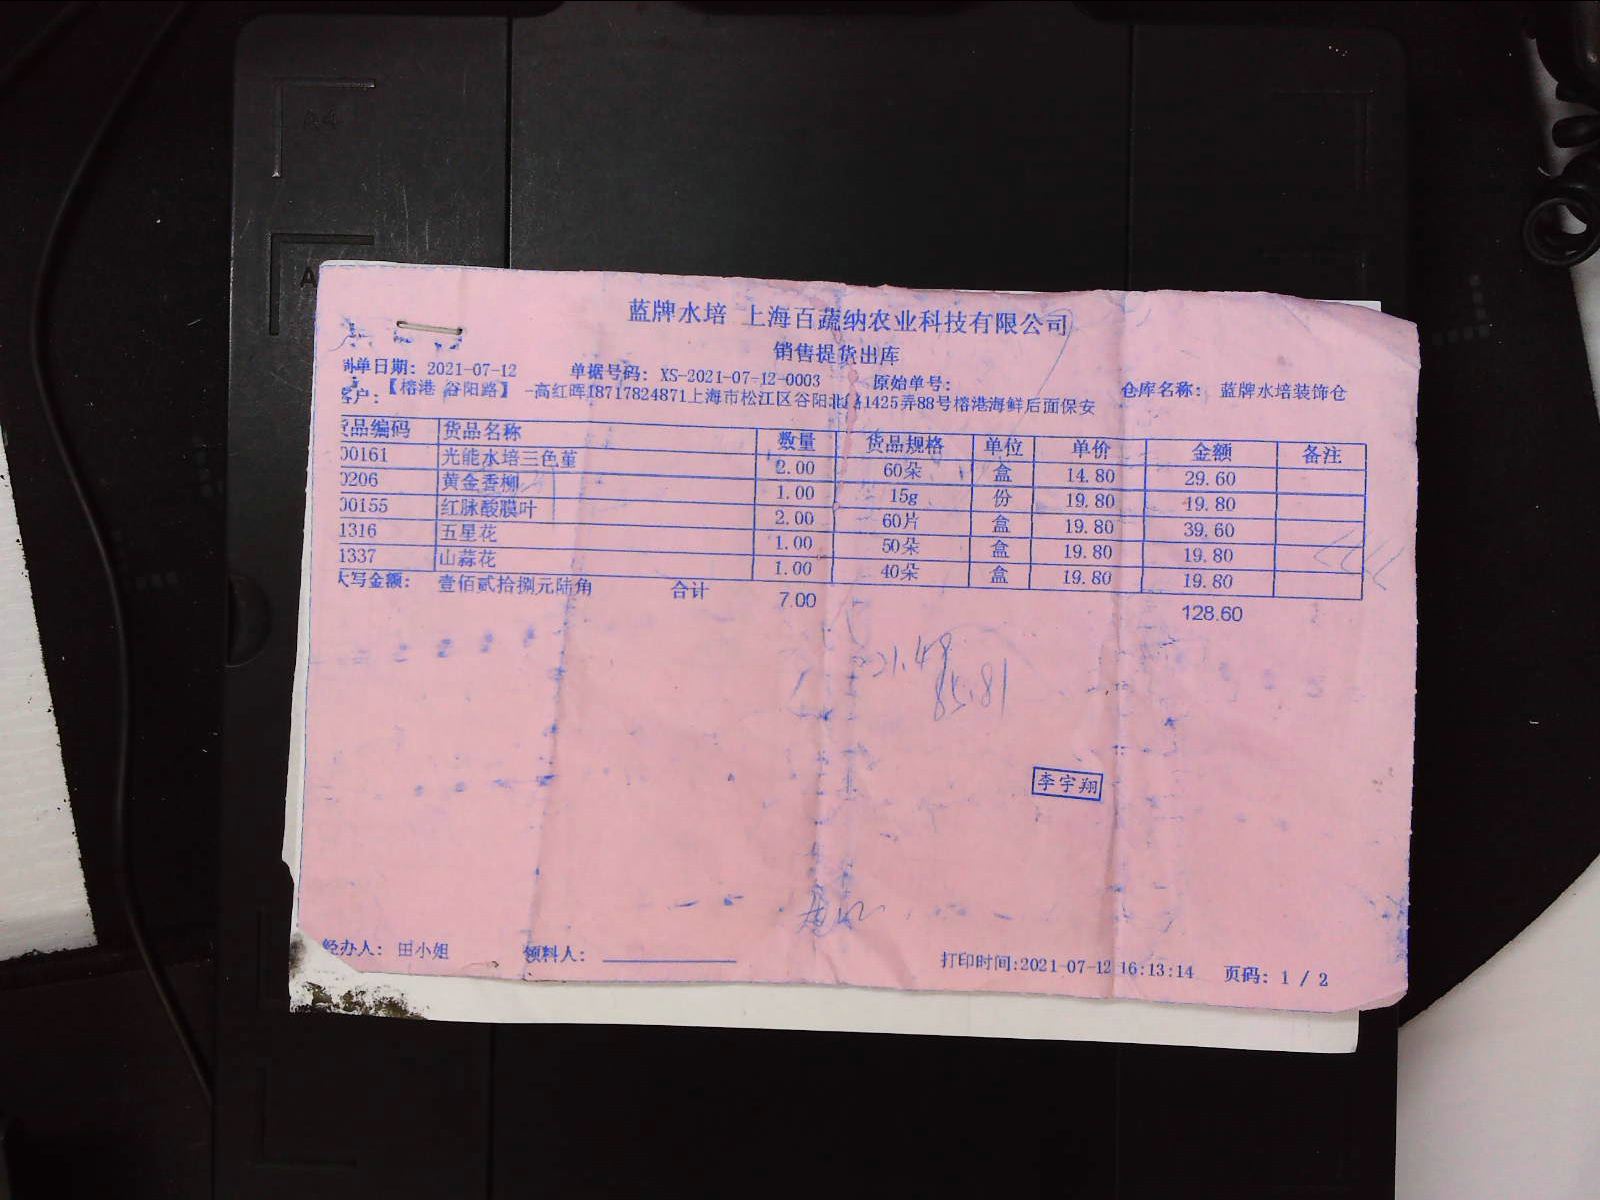 蓝牌水培 上海百蔬纳农业科技有限公司
销售提货出库
单日期: 2021-07-12 单据号码: XS-2021-07-12-0003 原始单号:
客户: 【榕港 谷阳路】 -高红晖18717824871上海市松江区谷阳北路1425弄88号榕港海鲜后面保安 仓库名称: 蓝牌水培装饰仓
货品编码 货品名称 数量 货品规格 单位 单价 金额 备注
00161 光能水培三色堇 2.00 60朵 盒 14.80 29.60
0206 黄金香柳 1.00 15g 份 19.80 19.80
00155 红脉酸膜叶 2.00 60片 盒 19.80 39.60
1316 五星花 1.00 50朵 盒 19.80 19.80
1337 山蒜花 1.00 40朵 盒 19.80 19.80
大写金额: 壹佰贰拾捌元陆角 合计 7.00 128.60
21.49
85.81
李宇翔
经办人: 田小姐 领料人: 打印时间:2021-07-12 16:13:14 页码: 1 / 2